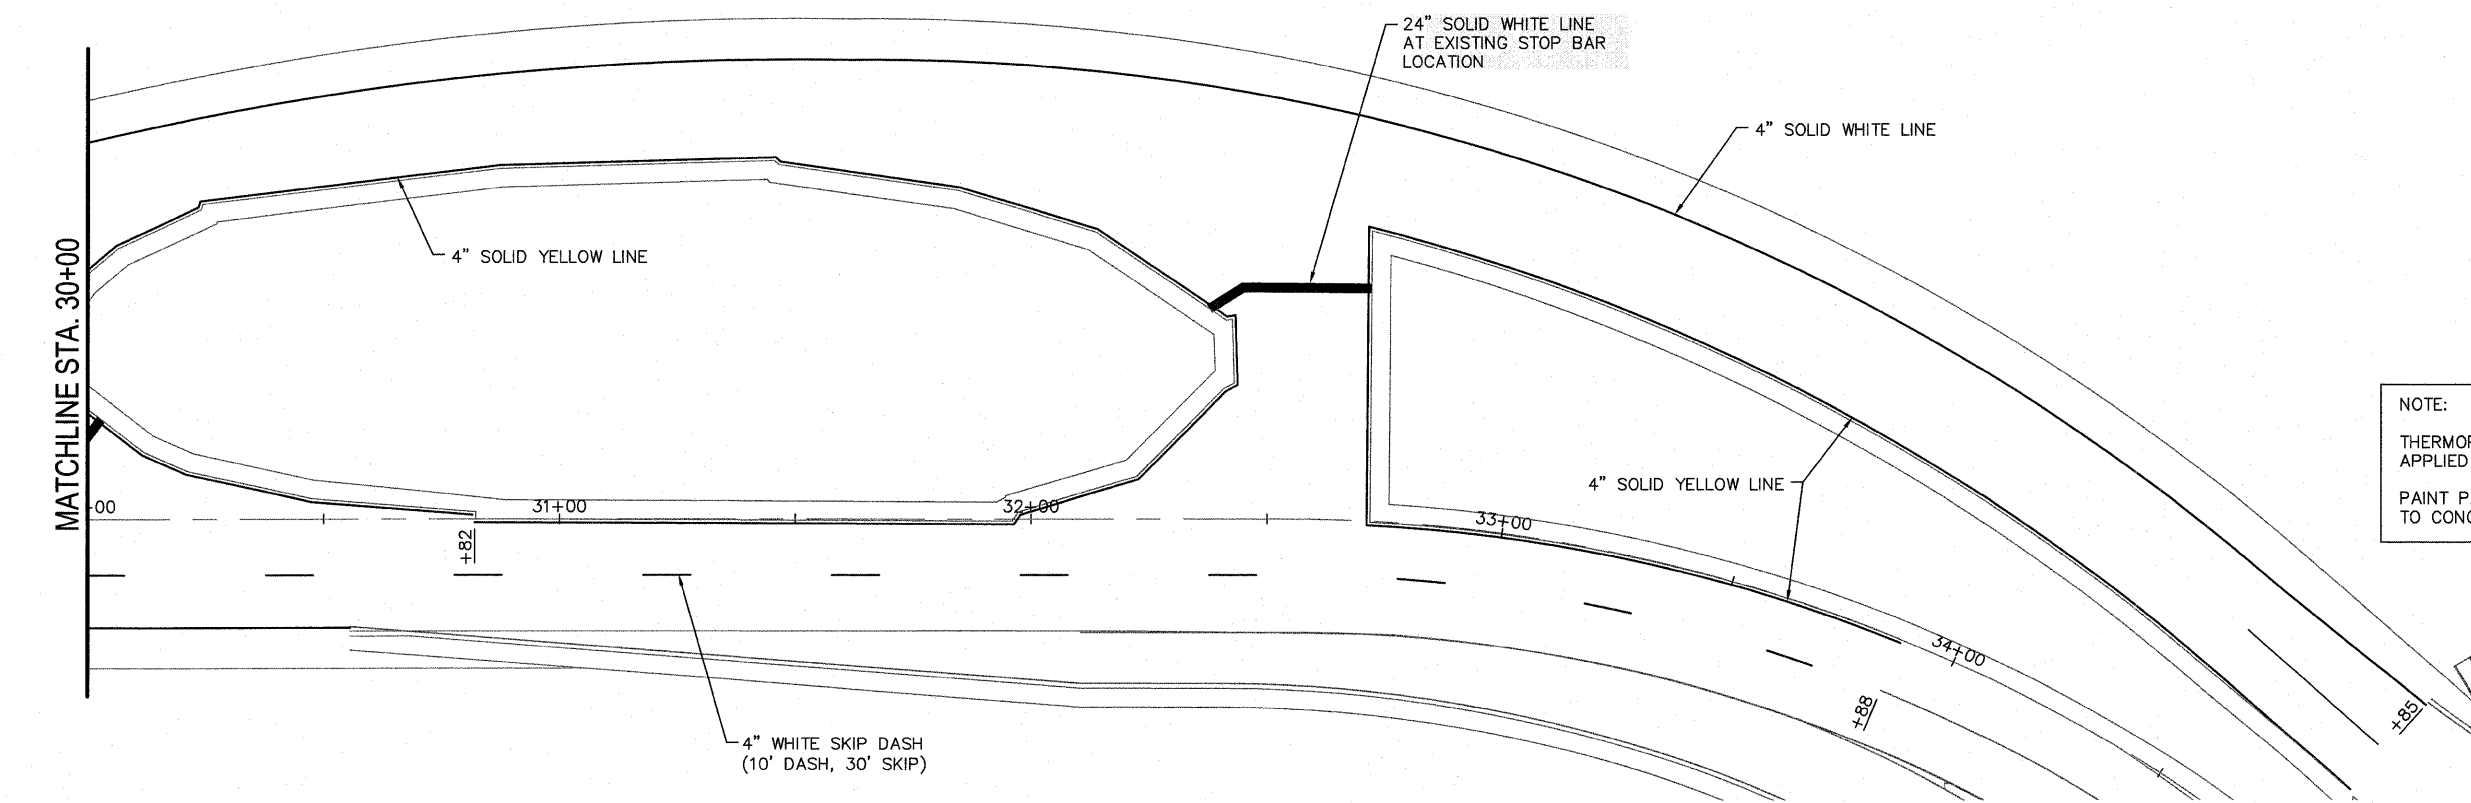 24" SOLID WHITE LINE
AT EXISTING STOP BAR
LOCATION
4" SOLID WHITE LINE
4" SOLID YELLOW LINE
MATCHLINE STA. 30+00
NOTE:
APPLIED
TO
4" SOLID YELLOW LINE
+00
31+00
32+00
33+00
34+00
+82
+88
+85
4" WHITE SKIP DASH
(10' DASH, 30' SKIP)